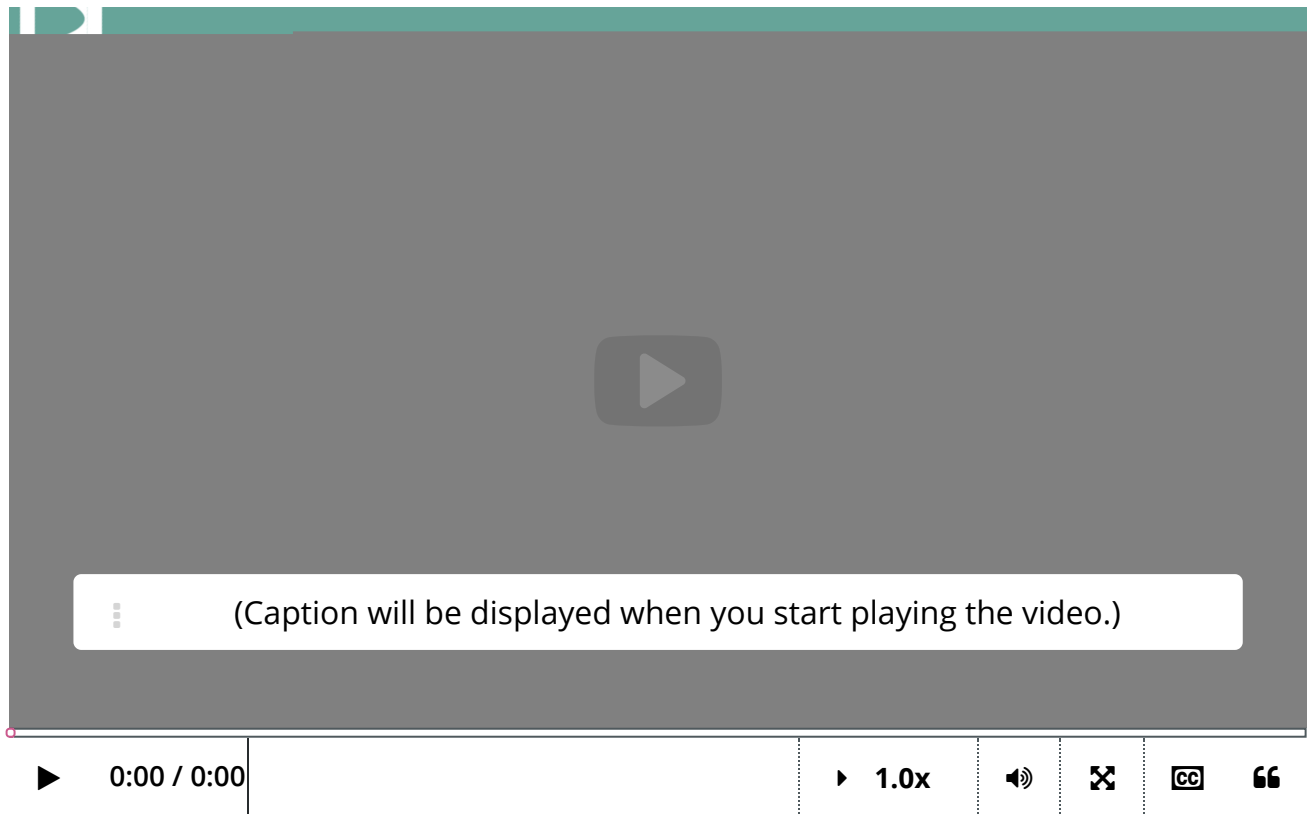 (Caption will be displayed when you start playing the video.)
0:00 / 0:00 1.0x CC